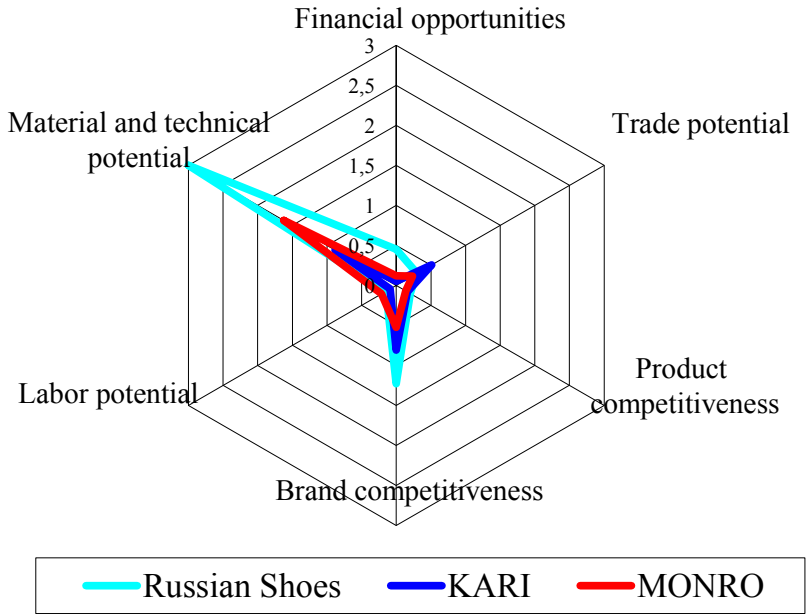 Financial opportunities
3
2,5
2
1,5
1
0,5
0
Trade potential
Product
competitiveness
Brand competitiveness
Labor potential
Material and technical
potential
Russian Shoes
KARI
MONRO